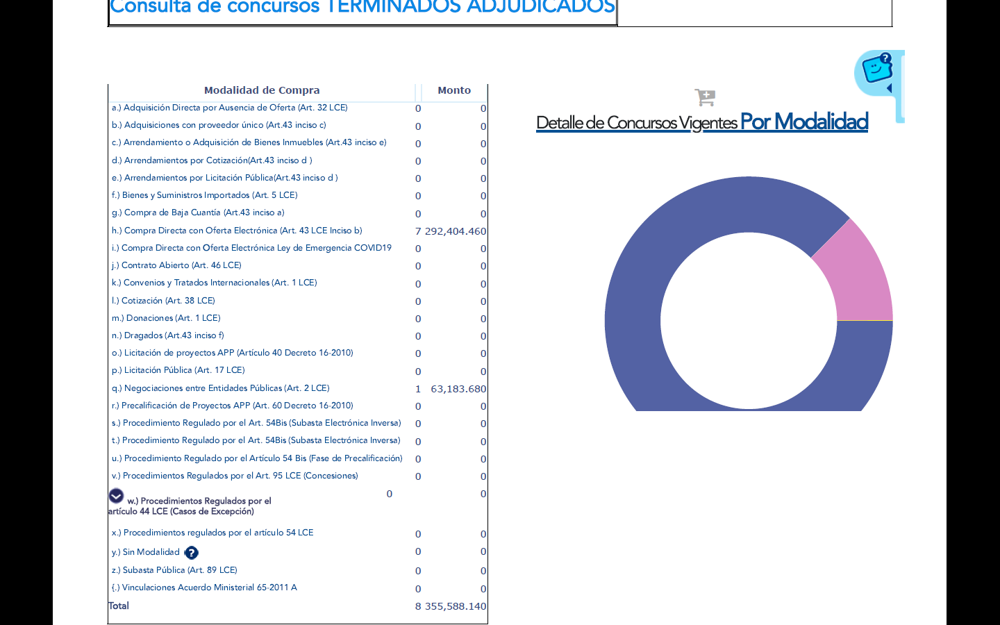 Consulta de concursos TERMINADOS ADJUDICADOS
Modalidad de Compra Monto
a.) Adquisición Directa por Ausencia de Oferta (Art. 32 LCE) 0 0
b.) Adquisiciones con proveedor único (Art.43 inciso c) 0 0
c.) Arrendamiento o Adquisición de Bienes Inmuebles (Art.43 inciso e) 0 0
d.) Arrendamientos por Cotización(Art.43 inciso d ) 0 0
e.) Arrendamientos por Licitación Pública(Art.43 inciso d ) 0 0
f.) Bienes y Suministros Importados (Art. 5 LCE) 0 0
g.) Compra de Baja Cuantía (Art.43 inciso a) 0 0
h.) Compra Directa con Oferta Electrónica (Art. 43 LCE Inciso b) 7 292,404.460
i.) Compra Directa con Oferta Electrónica Ley de Emergencia COVID19 0 0
j.) Contrato Abierto (Art. 46 LCE) 0 0
k.) Convenios y Tratados Internacionales (Art. 1 LCE) 0 0
l.) Cotización (Art. 38 LCE) 0 0
m.) Donaciones (Art. 1 LCE) 0 0
n.) Dragados (Art.43 inciso f) 0 0
o.) Licitación de proyectos APP (Artículo 40 Decreto 16-2010) 0 0
p.) Licitación Pública (Art. 17 LCE) 0 0
q.) Negociaciones entre Entidades Públicas (Art. 2 LCE) 1 63,183.680
r.) Precalificación de Proyectos APP (Art. 60 Decreto 16-2010) 0 0
s.) Procedimiento Regulado por el Art. 54Bis (Subasta Electrónica Inversa) 0 0
t.) Procedimiento Regulado por el Art. 54Bis (Subasta Electrónica Inversa) 0 0
u.) Procedimiento Regulado por el Artículo 54 Bis (Fase de Precalificación) 0 0
v.) Procedimientos Regulados por el Art. 95 LCE (Concesiones) 0 0
w.) Procedimientos Regulados por el 0 0
artículo 44 LCE (Casos de Excepción)
x.) Procedimientos regulados por el artículo 54 LCE 0 0
y.) Sin Modalidad ? 0 0
z.) Subasta Pública (Art. 89 LCE) 0 0
{.) Vinculaciones Acuerdo Ministerial 65-2011 A 0 0
Total 8 355,588.140
?
Detalle de Concursos Vigentes Por Modalidad